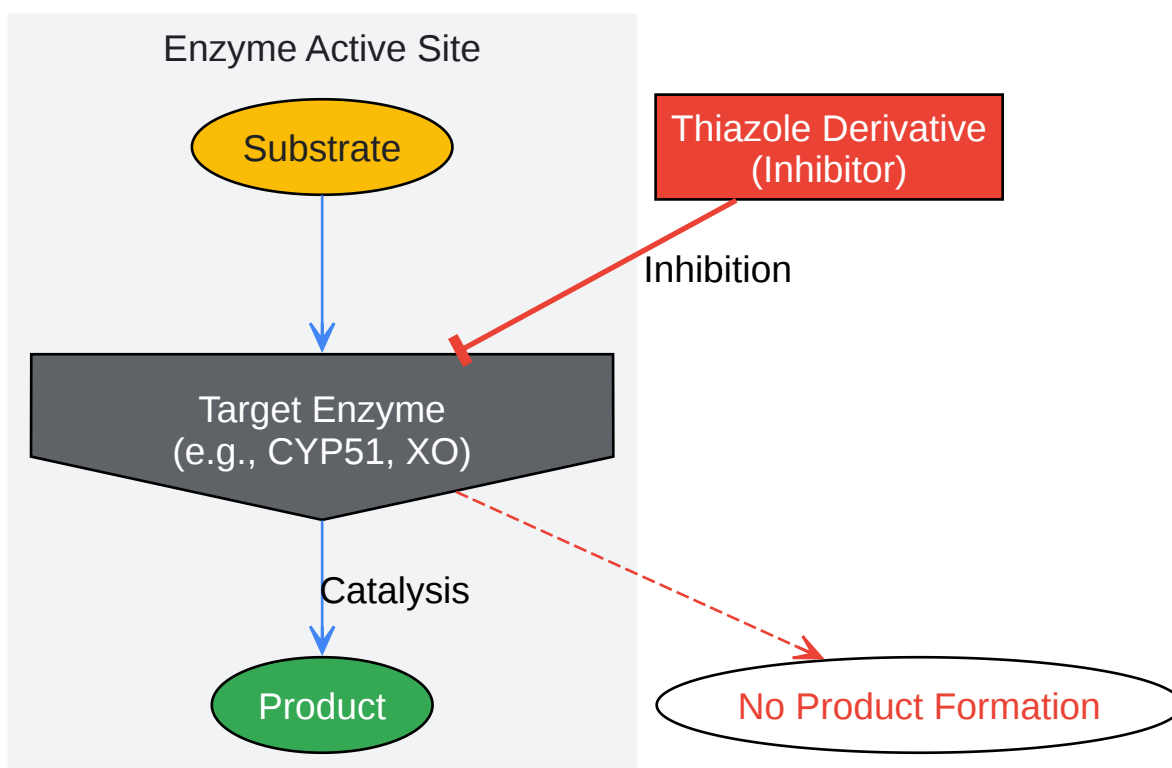 Enzyme Active Site
Substrate
Thiazole Derivative
(Inhibitor)
Inhibition
Target Enzyme
(e.g., CYP51, XO)
Catalysis
Product
No Product Formation